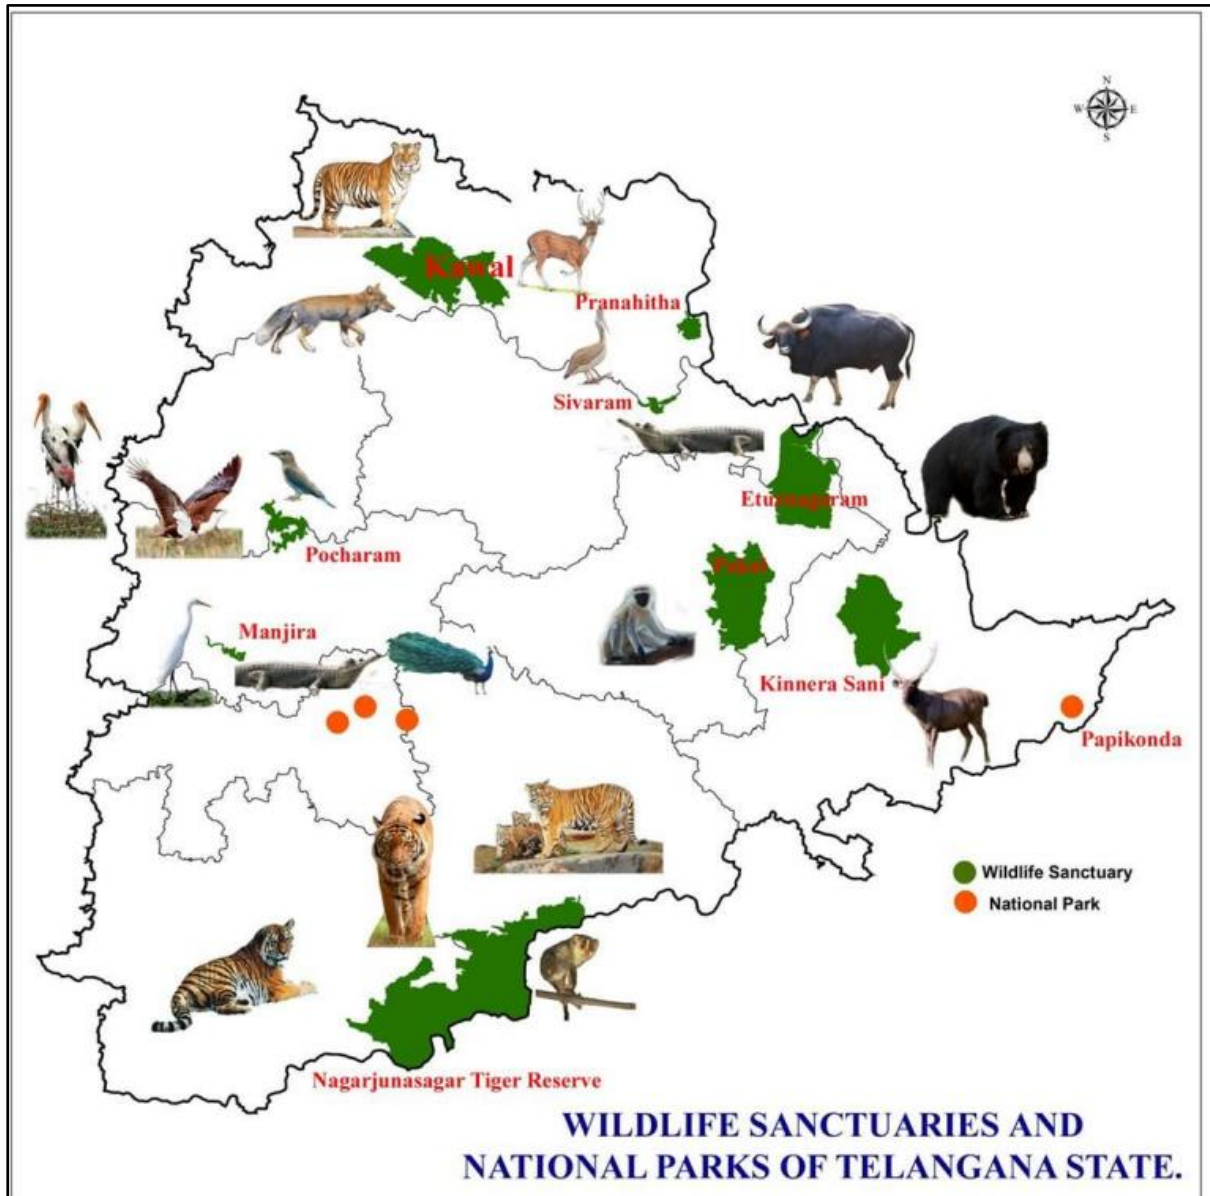 N
W E
S
Kawal
Pranahitha
Sivaram
Etunnagaram
Pakal
Pocharam
Manjira
Kinnera Sani
Papikonda
Wildlife Sanctuary
National Park
Nagarjunasagar Tiger Reserve
WILDLIFE SANCTUARIES AND
NATIONAL PARKS OF TELANGANA STATE.